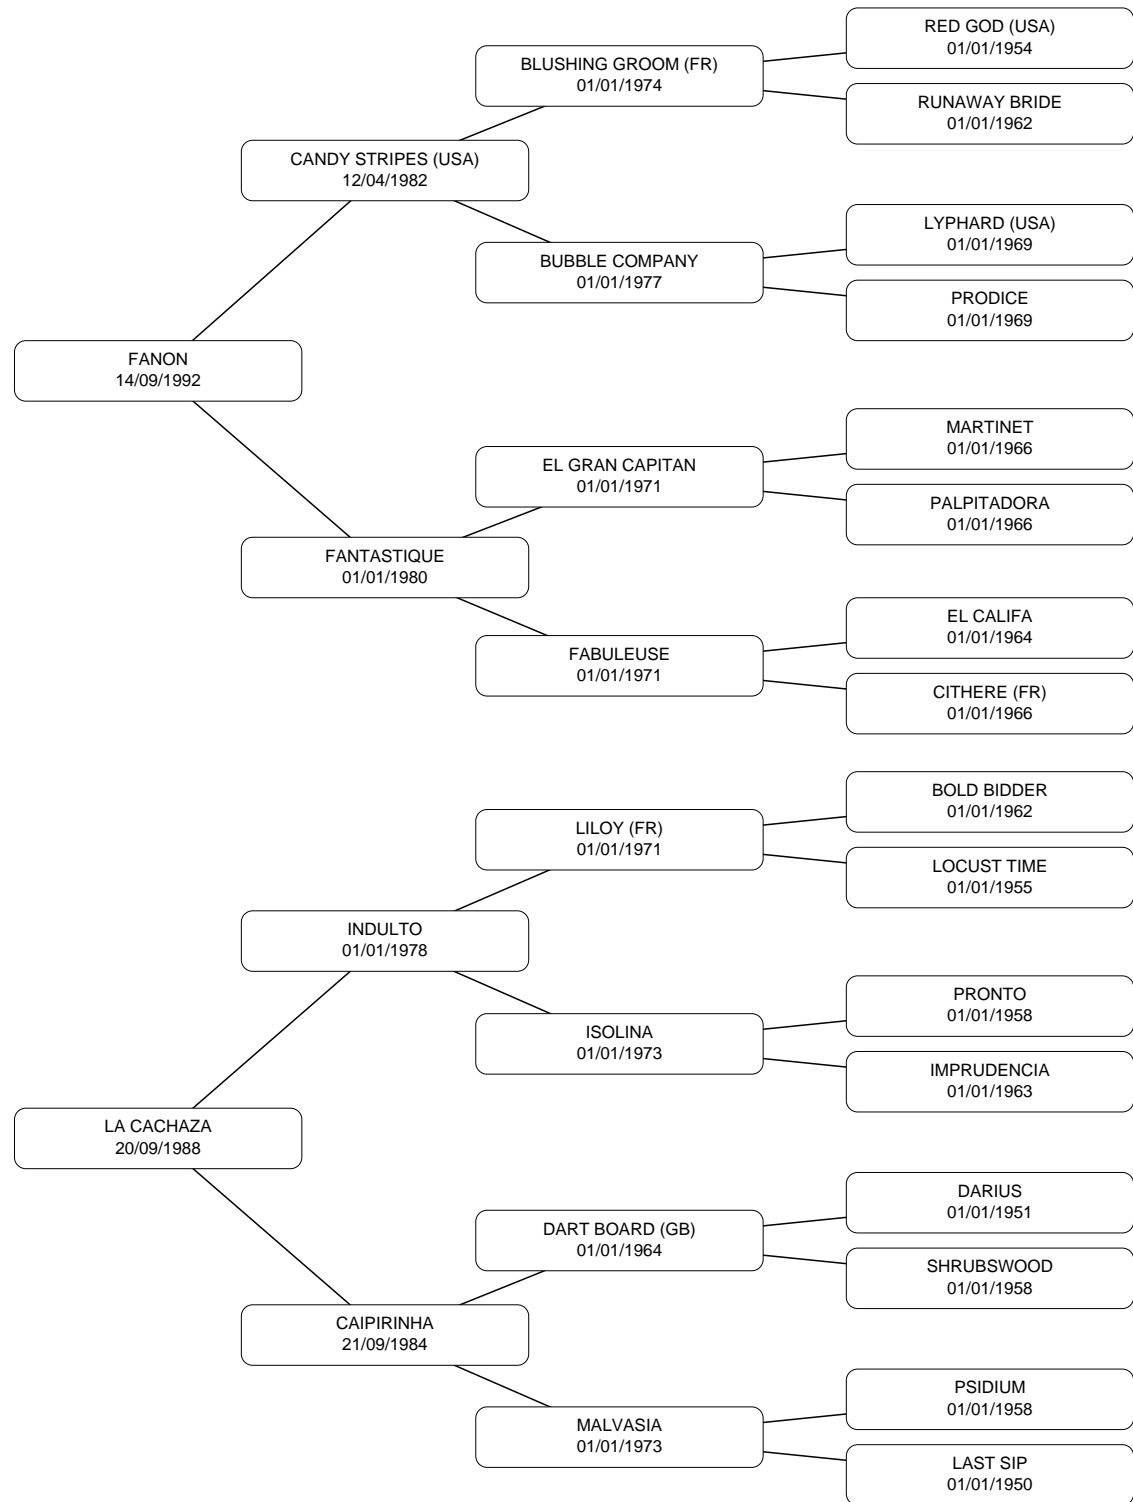 RED GOD (USA)
01/01/1954
BLUSHING GROOM (FR)
01/01/1974
RUNAWAY BRIDE
01/01/1962
CANDY STRIPES (USA)
12/04/1982
LYPHARD (USA)
01/01/1969
BUBBLE COMPANY
01/01/1977
PRODICE
01/01/1969
FANON
14/09/1992
MARTINET
01/01/1966
EL GRAN CAPITAN
01/01/1971
PALPITADORA
01/01/1966
FANTASTIQUE
01/01/1980
EL CALIFA
01/01/1964
FABULEUSE
01/01/1971
CITHERE (FR)
01/01/1966
BOLD BIDDER
01/01/1962
LILOY (FR)
01/01/1971
LOCUST TIME
01/01/1955
INDULTO
01/01/1978
PRONTO
01/01/1958
ISOLINA
01/01/1973
IMPRUDENCIA
01/01/1963
LA CACHAZA
20/09/1988
DARIUS
01/01/1951
DART BOARD (GB)
01/01/1964
SHRUBSWOOD
01/01/1958
CAIPIRINHA
21/09/1984
PSIDIUM
01/01/1958
MALVASIA
01/01/1973
LAST SIP
01/01/1950